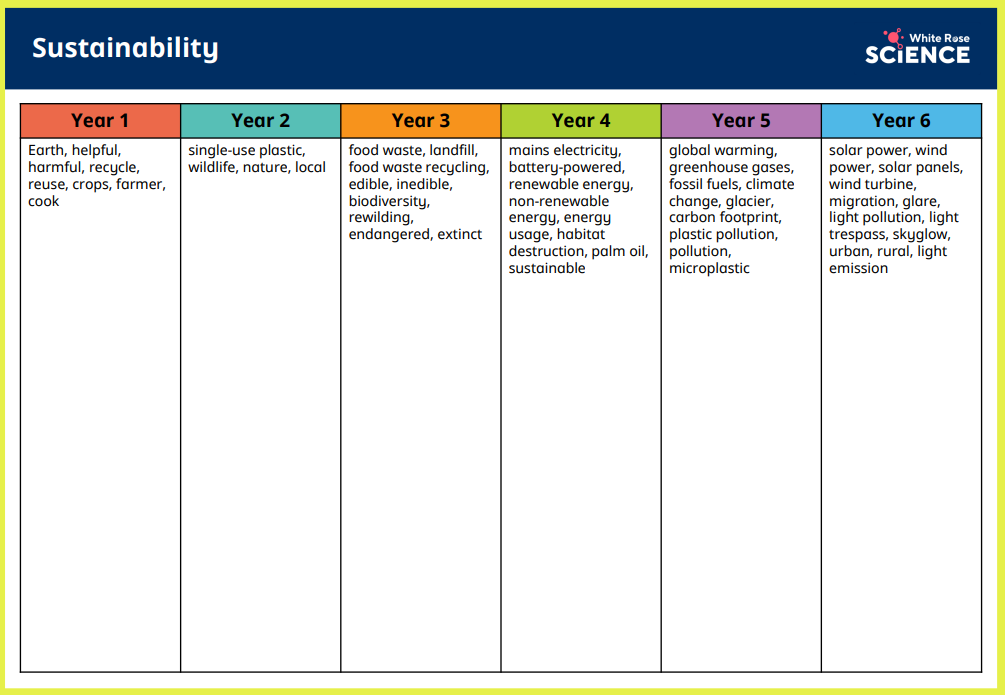 Sustainability
White Rose
SCIENCE
Year 1
Year 2
Year 3
Year 4
Year 5
Year 6
Earth, helpful,
harmful, recycle,
reuse, crops, farmer,
cook
single-use plastic,
wildlife, nature, local
food waste, landfill,
food waste recycling,
edible, inedible,
biodiversity,
rewilding,
endangered, extinct
mains electricity,
battery-powered,
renewable energy,
non-renewable
energy, energy
usage, habitat
destruction, palm oil,
sustainable
global warming,
greenhouse gases,
fossil fuels, climate
change, glacier,
carbon footprint,
plastic pollution,
pollution,
microplastic
solar power, wind
power, solar panels,
wind turbine,
migration, glare,
light pollution, light
trespass, skyglow,
urban, rural, light
emission